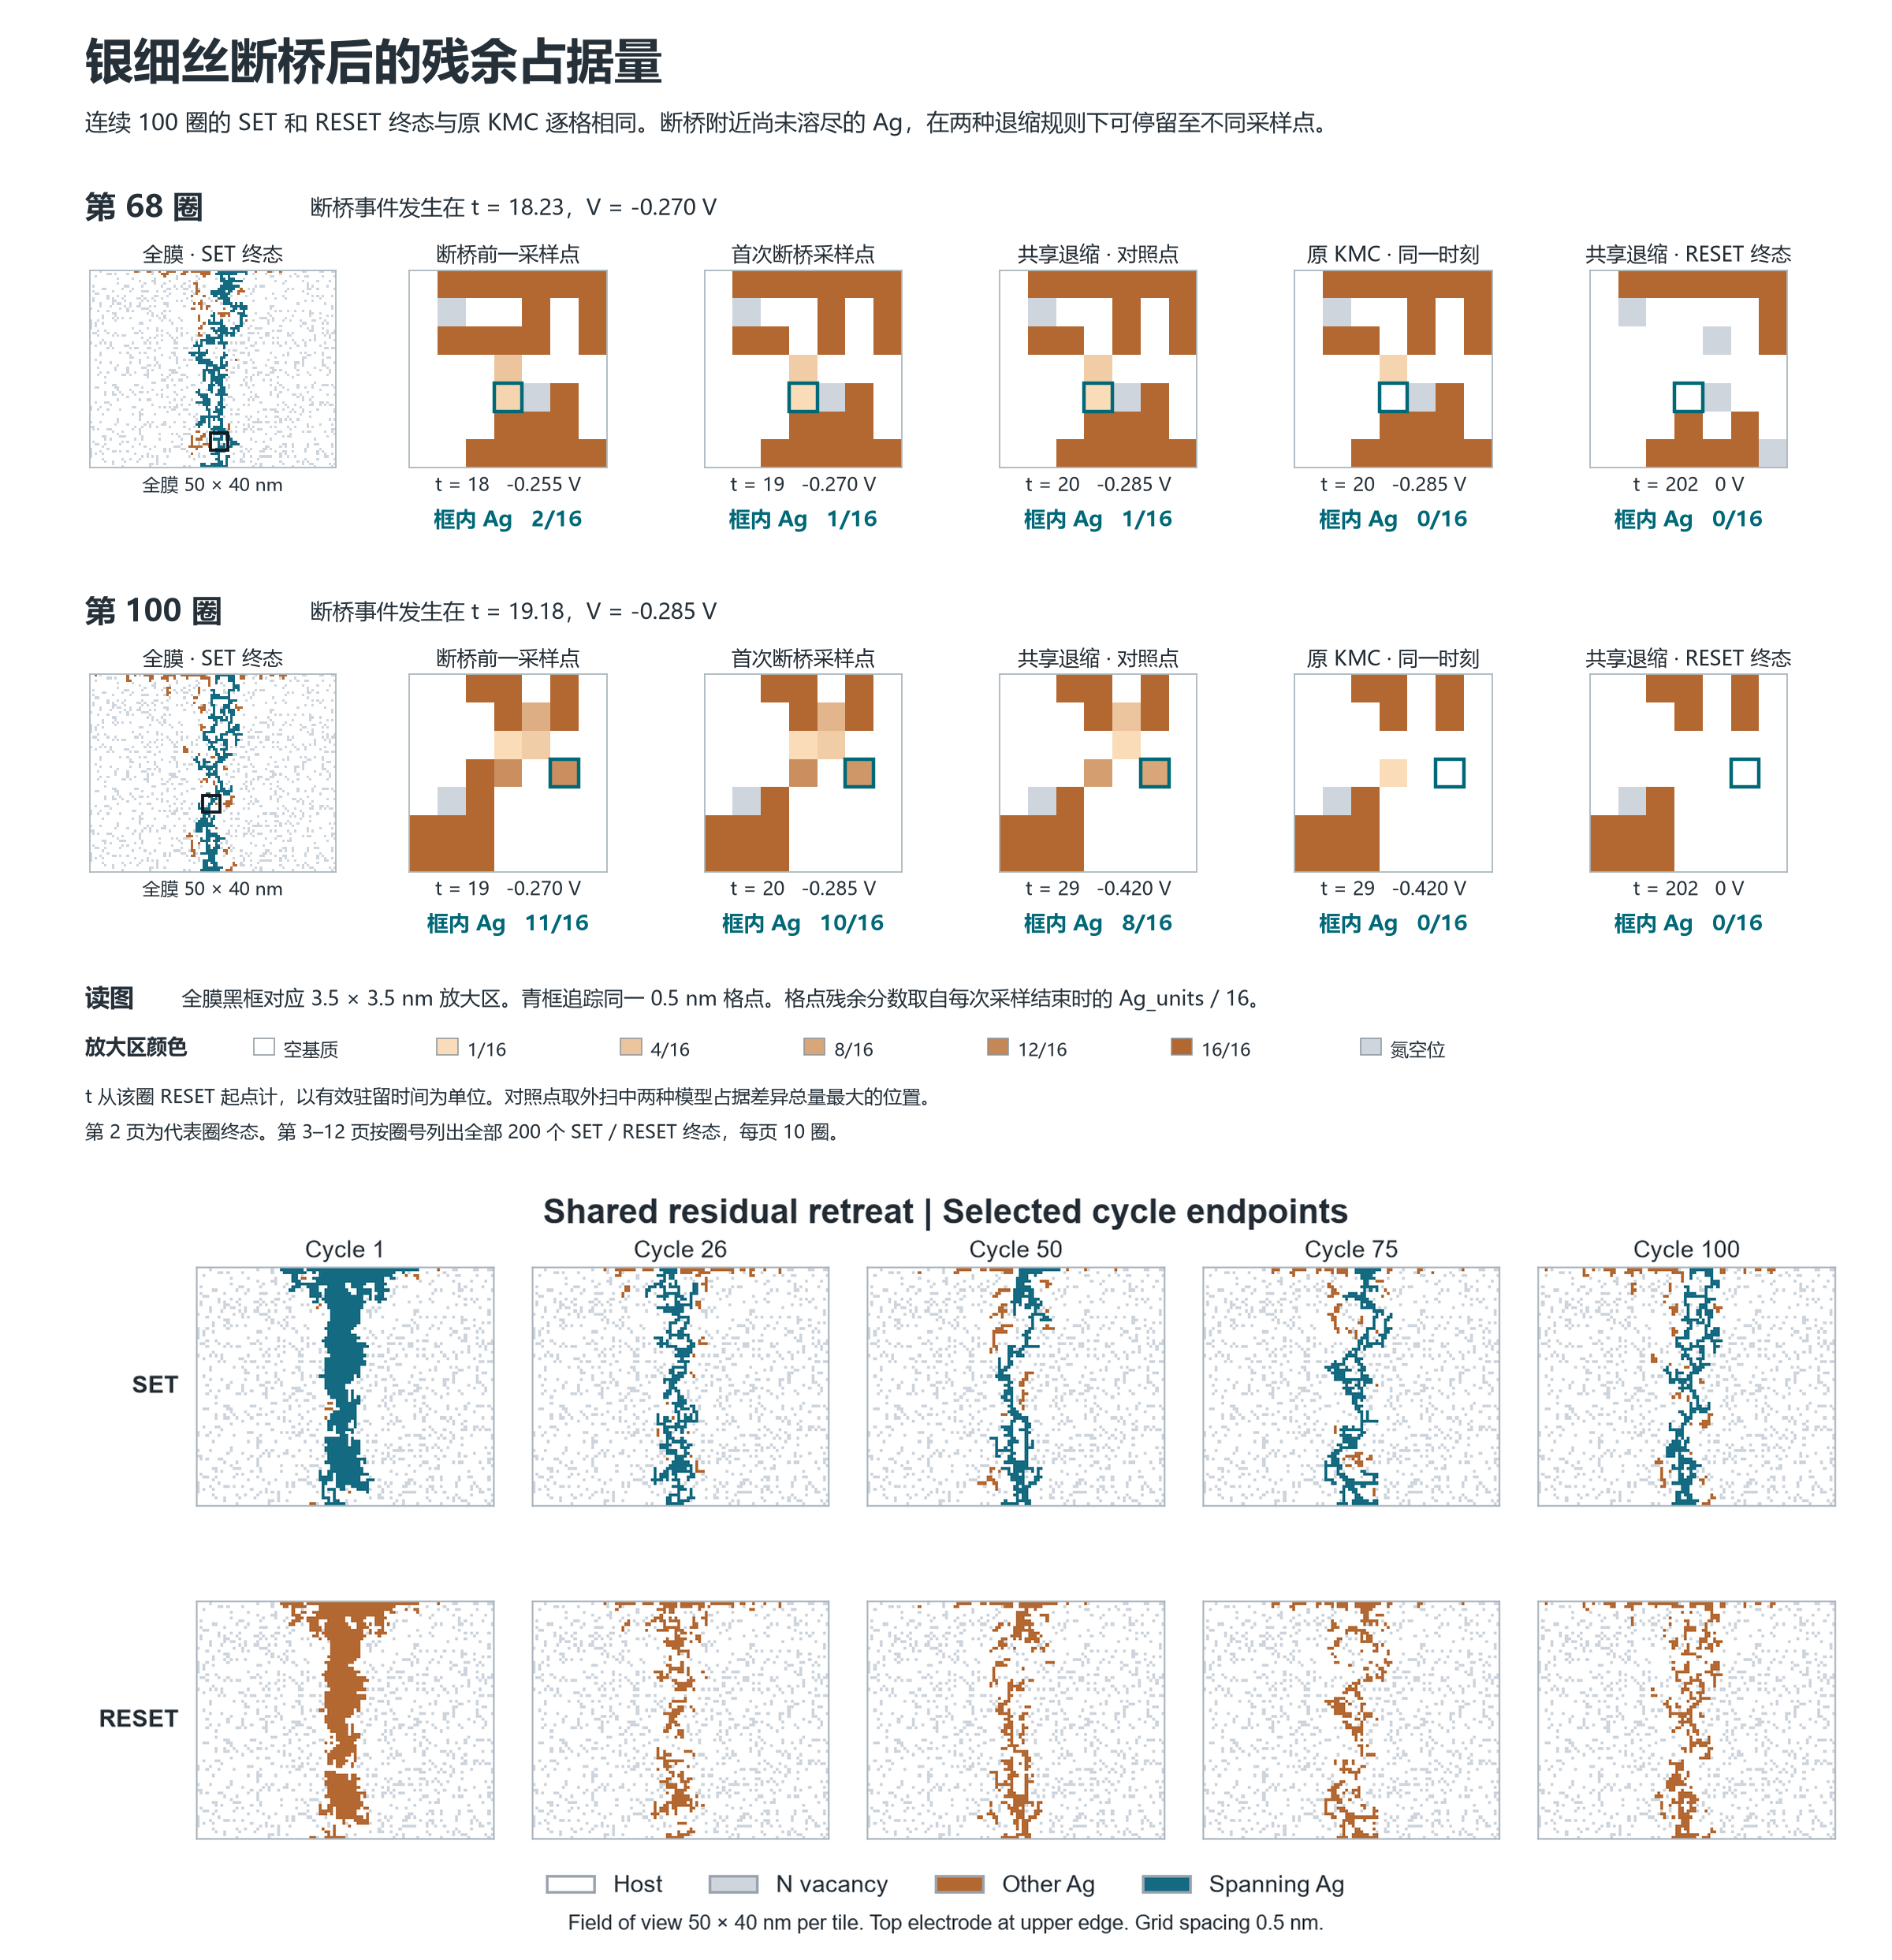 银细丝断桥后的残余占据量
连续 100 圈的 SET 和 RESET 终态与原 KMC 逐格相同。断桥附近尚未溶尽的 Ag，在两种退缩规则下可停留至不同采样点。
第 68 圈
断桥事件发生在 t = 18.23，V = -0.270 V
全膜 · SET 终态
断桥前一采样点
首次断桥采样点
共享退缩 · 对照点
原 KMC · 同一时刻
共享退缩 · RESET 终态
全膜 50 × 40 nm
t = 18 -0.255 V
t = 19 -0.270 V
t = 20 -0.285 V
t = 20 -0.285 V
t = 202 0 V
框内 Ag 2/16
框内 Ag 1/16
框内 Ag 1/16
框内 Ag 0/16
框内 Ag 0/16
第 100 圈
断桥事件发生在 t = 19.18，V = -0.285 V
全膜 · SET 终态
断桥前一采样点
首次断桥采样点
共享退缩 · 对照点
原 KMC · 同一时刻
共享退缩 · RESET 终态
全膜 50 × 40 nm
t = 19 -0.270 V
t = 20 -0.285 V
t = 29 -0.420 V
t = 29 -0.420 V
t = 202 0 V
框内 Ag 11/16
框内 Ag 10/16
框内 Ag 8/16
框内 Ag 0/16
框内 Ag 0/16
读图 全膜黑框对应 3.5 × 3.5 nm 放大区。青框追踪同一 0.5 nm 格点。格点残余分数取自每次采样结束时的 Ag_units / 16。
放大区颜色 空基质 1/16 4/16 8/16 12/16 16/16 氮空位
t 从该圈 RESET 起点计，以有效驻留时间为单位。对照点取外扫中两种模型占据差异总量最大的位置。
第 2 页为代表圈终态。第 3–12 页按圈号列出全部 200 个 SET / RESET 终态，每页 10 圈。
Shared residual retreat | Selected cycle endpoints
Cycle 1
Cycle 26
Cycle 50
Cycle 75
Cycle 100
SET
RESET
Host N vacancy Other Ag Spanning Ag
Field of view 50 × 40 nm per tile. Top electrode at upper edge. Grid spacing 0.5 nm.